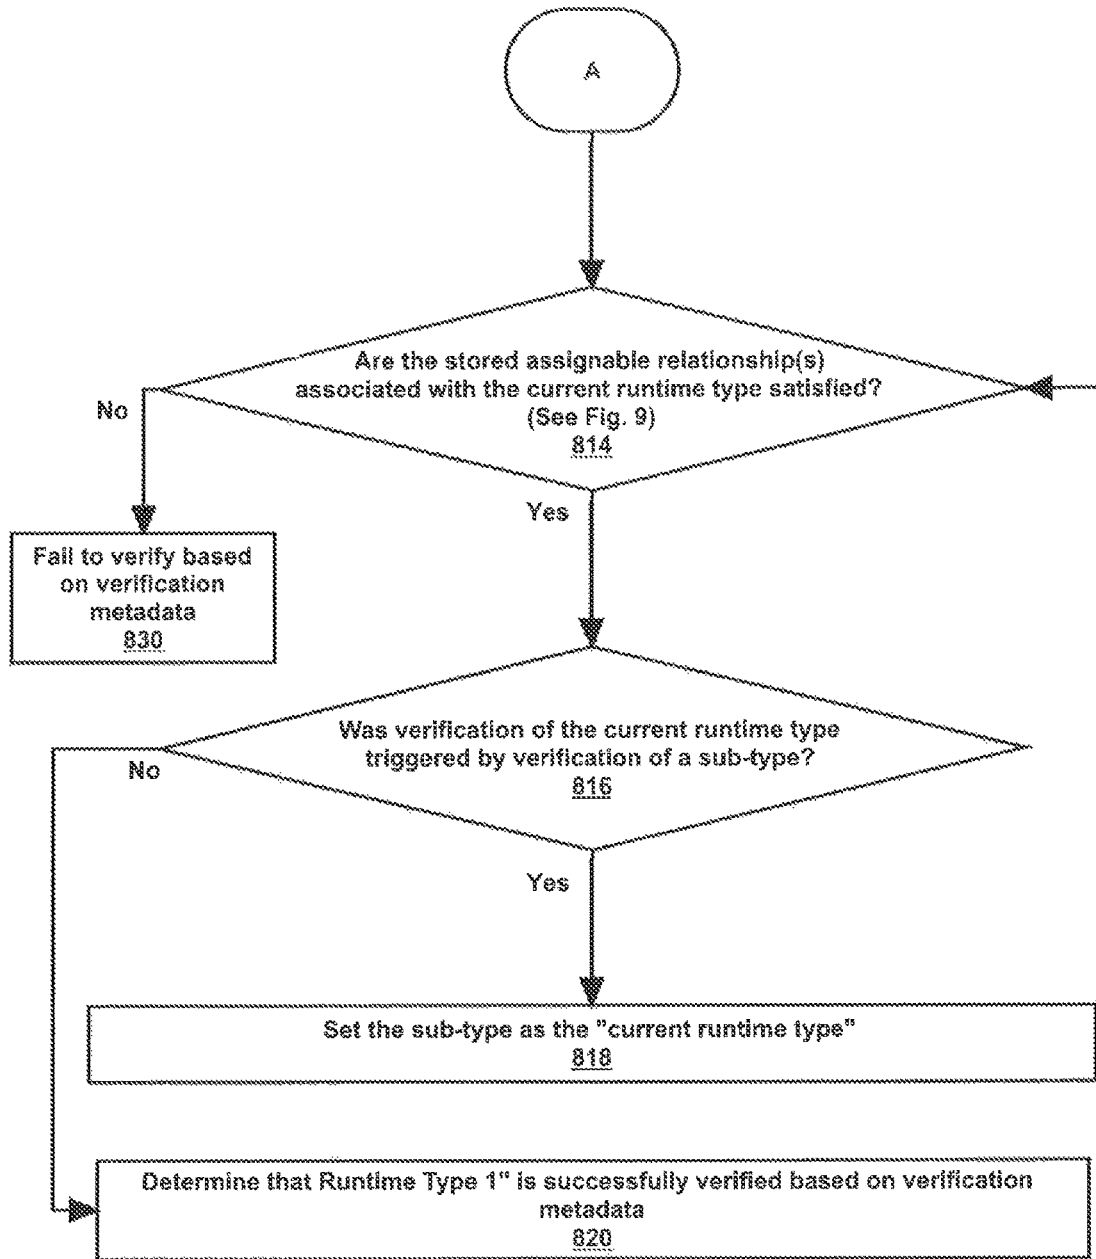 A
Are the stored assignable relationship(s)
associated with the current runtime type satisfied?
(See Fig. 9)
814
No
Yes
Fail to verify based
on verification
metadata
830
Was verification of the current runtime type
triggered by verification of a sub-type?
816
No
Yes
Set the sub-type as the "current runtime type"
818
Determine that Runtime Type 1" is successfully verified based on verification
metadata
820